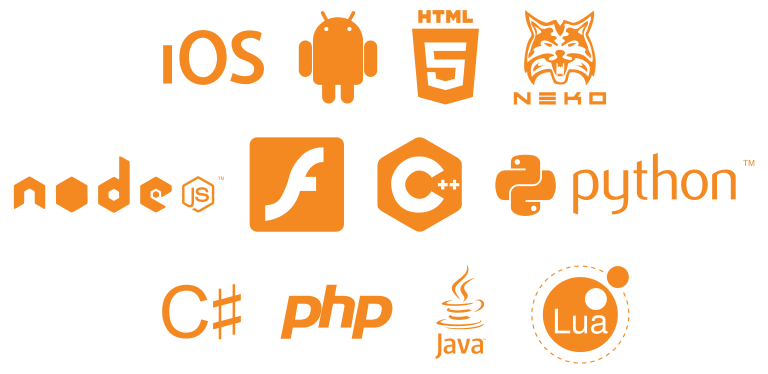 iOS
HTML
5
NEKO
node
JS
TM
f
C++
python
TM
C#
php
Java
Lua